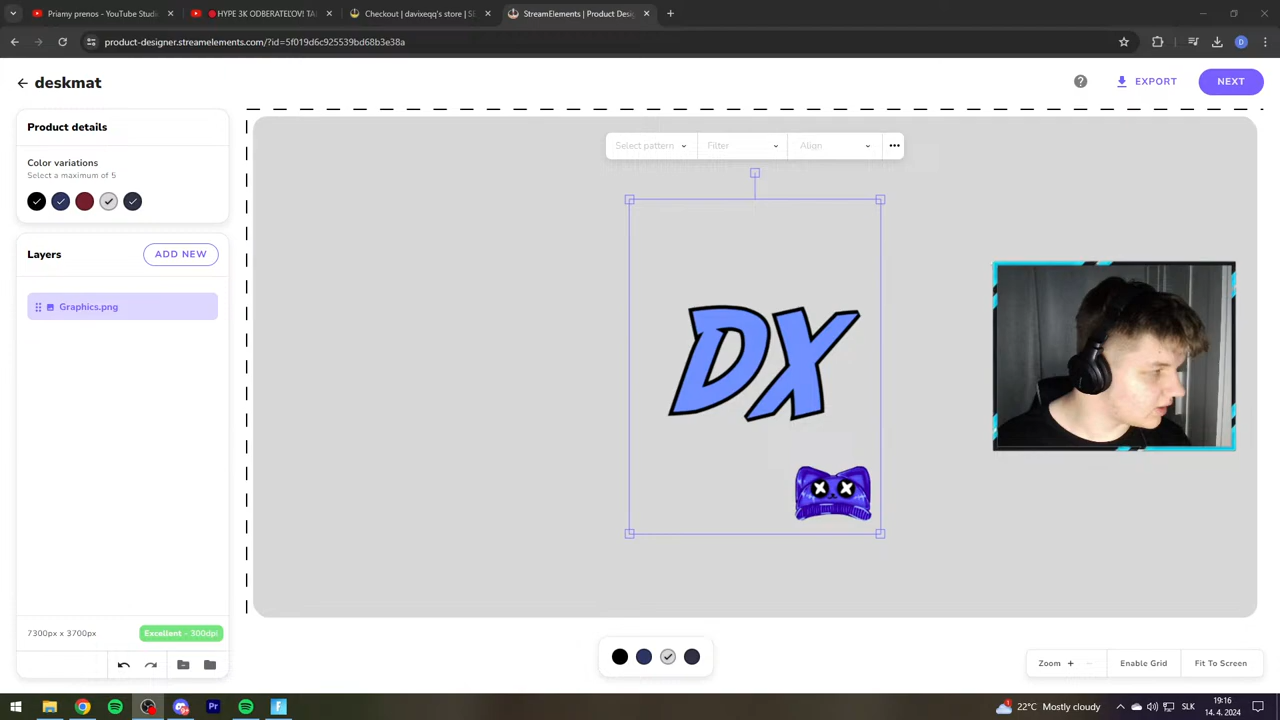 Priamy prenos - YouTube Studi
HYPE 3K ODBERATEĽOV! TA
Checkout | davixeqq's store | S
StreamElements | Product Desi
product-designer.streamelements.com/?id=5f019d6c925539bd68b3e38a
deskmat
EXPORT
NEXT
Product details
Color variations
Select a maximum of 5
Layers
ADD NEW
Graphics.png
Select pattern
Filter
Align
DX
7300px x 3700px
Excellent - 300dpi
Zoom + -
Enable Grid
Fit To Screen
22°C Mostly cloudy
SLK
19:16
14. 4. 2024